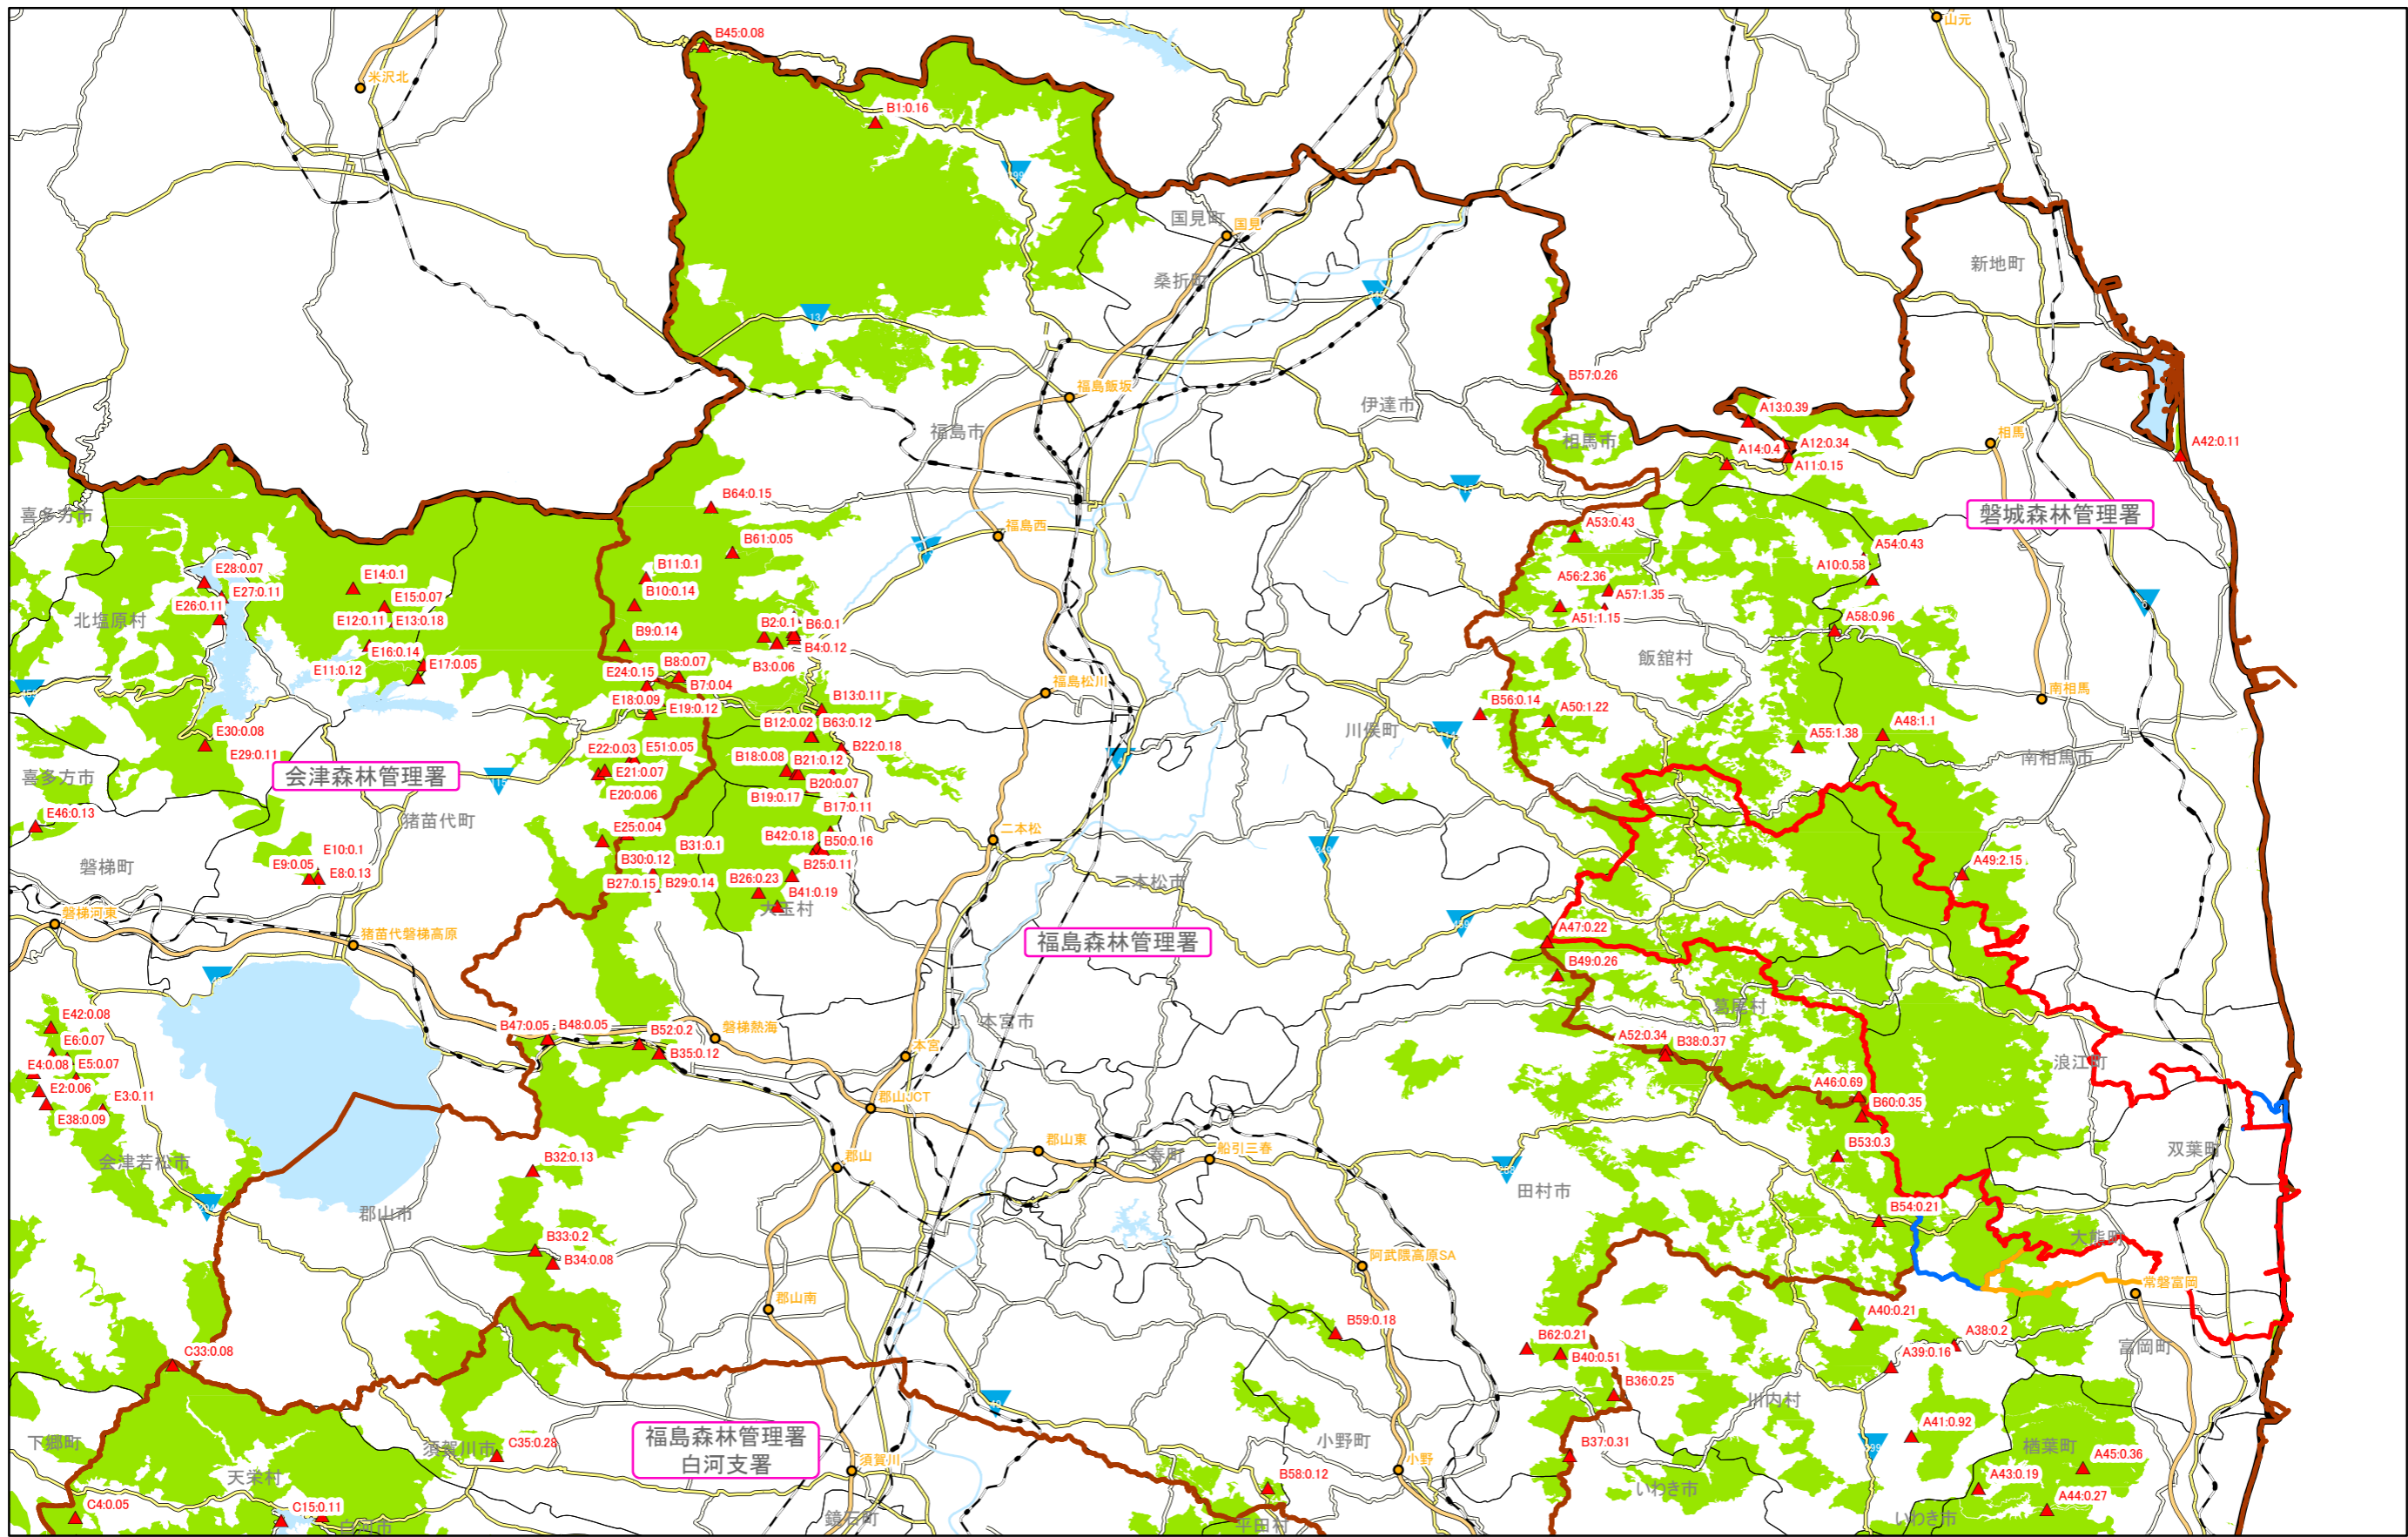 山元
B45:0.08
米沢北
B1:0.16
399
国見町
国見
新地町
桑折町
13
B57:0.26
福島飯坂
伊達市
A13:0.39
福島市
相馬市
相馬
A12:0.34
A14:0.4
A11:0.15
A42:0.11
B64:0.15
喜多方市
磐城森林管理署
福島西
A53:0.43
B61:0.05
A54:0.43
E28:0.07
E14:0.1
B11:0.1
A10:0.58
A56:2.36
E27:0.11
E15:0.07
B10:0.14
A57:1.35
E26:0.11
北塩原村
E12:0.11
E13:0.18
B2:0.1
B6:0.1
A51:1.15
A58:0.96
B9:0.14
B4:0.12
E16:0.14
飯舘村
E11:0.12
E17:0.05
E24:0.15
B8:0.07
B3:0.06
B7:0.04
福島松川
南相馬
E18:0.09
E19:0.12
B13:0.11
B12:0.02
B63:0.12
B56:0.14
A50:1.22
A48:1.1
E30:0.08
川俣町
E29:0.11
E22:0.03
E51:0.05
B22:0.18
A55:1.38
南相馬市
B18:0.08
B21:0.12
喜多方市
会津森林管理署
E21:0.07
B20:0.07
E20:0.06
B19:0.17
B17:0.11
E46:0.13
猪苗代町
E25:0.04
二本松
B42:0.18
B50:0.16
B31:0.1
E10:0.1
磐梯町
E9:0.05
E8:0.13
B30:0.12
B25:0.11
A49:2.15
B27:0.15
B29:0.14
B26:0.23
B41:0.19
二本松市
大玉村
磐梯河東
猪苗代磐梯高原
福島森林管理署
A47:0.22
49
B49:0.26
E42:0.08
本宮市
葛尾村
B47:0.05
B48:0.05
B52:0.2
磐梯熱海
E6:0.07
B35:0.12
本宮
A52:0.34
B38:0.37
E4:0.08
E5:0.07
浪江町
E2:0.06
A46:0.69
E3:0.11
B60:0.35
E38:0.09
郡山JCT
B53:0.3
郡山東
三春町
船引三春
双葉町
会津若松市
B32:0.13
郡山
田村市
B54:0.21
郡山市
大熊町
B33:0.2
B34:0.08
阿武隈高原SA
常磐富岡
郡山南
A40:0.21
B59:0.18
B62:0.21
A38:0.2
A39:0.16
富岡町
C33:0.08
B40:0.51
B36:0.25
川内村
49
A41:0.92
下郷町
須賀川市
C35:0.28
福島森林管理署
白河支署
小野町
楢葉町
須賀川
小野
B37:0.31
A45:0.36
天栄村
B58:0.12
いわき市
A43:0.19
C4:0.05
C15:0.11
A44:0.27
白河市
鏡石町
平田村
いわき市